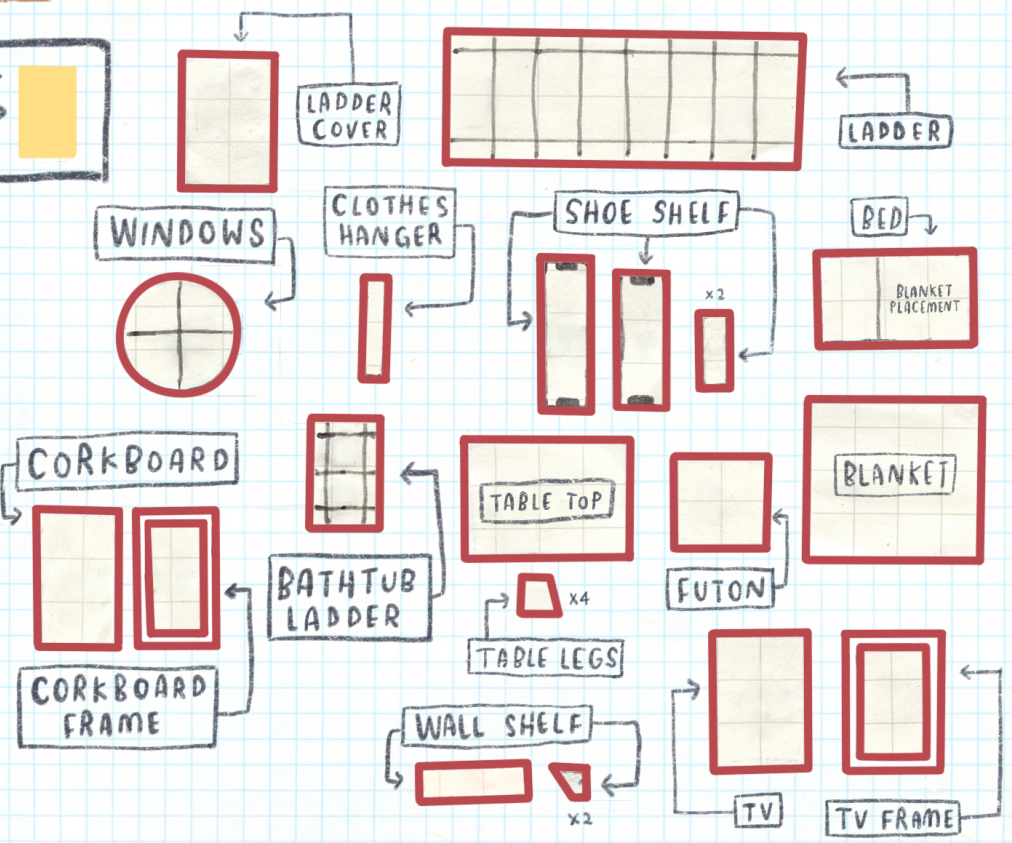 LADDER
COVER
LADDER
WINDOWS
CLOTHES
HANGER
SHOE SHELF
x2
BED
BLANKET
PLACEMENT
CORKBOARD
TABLE TOP
BLANKET
BATHTUB
LADDER
x4
FUTON
TABLE LEGS
CORKBOARD
FRAME
WALL SHELF
x2
TV
TV FRAME